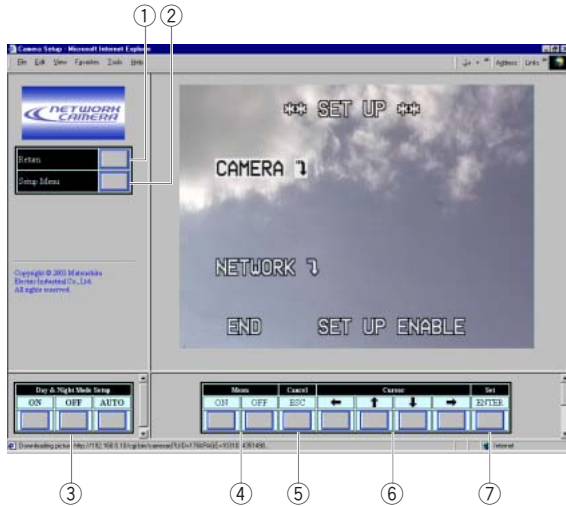 ① ②
Camera Setup - Microsoft Internet Explorer
File Edit View Favorites Tools Help
Address Links
NETWORK
CAMERA
Return
Setup Menu
Copyright © 2003 Matsushita
Electric Industrial Co., Ltd.
All rights reserved.
** SET UP **
CAMERA
NETWORK
END SET UP ENABLE
Day & Night Mode Setup
ON OFF AUTO
Menu Cancel Cursor Set
ON OFF ESC ← ↑ ↓ → ENTER
Downloading picture
Internet
③ ④ ⑤ ⑥ ⑦